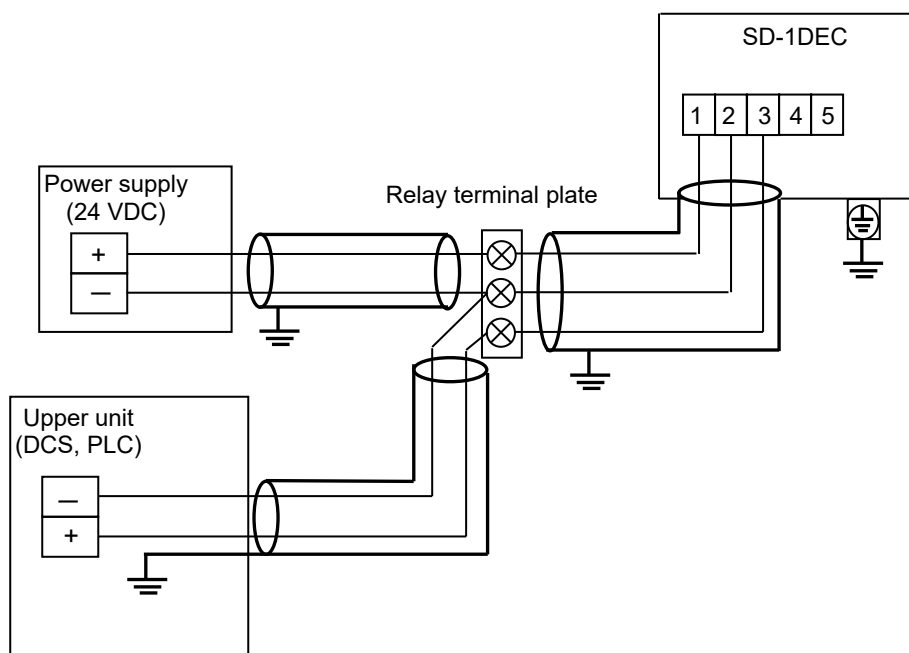 SD-1DEC
1 2 3 4 5
Power supply
(24 VDC)
+
—
Relay terminal plate
Upper unit
(DCS, PLC)
—
+